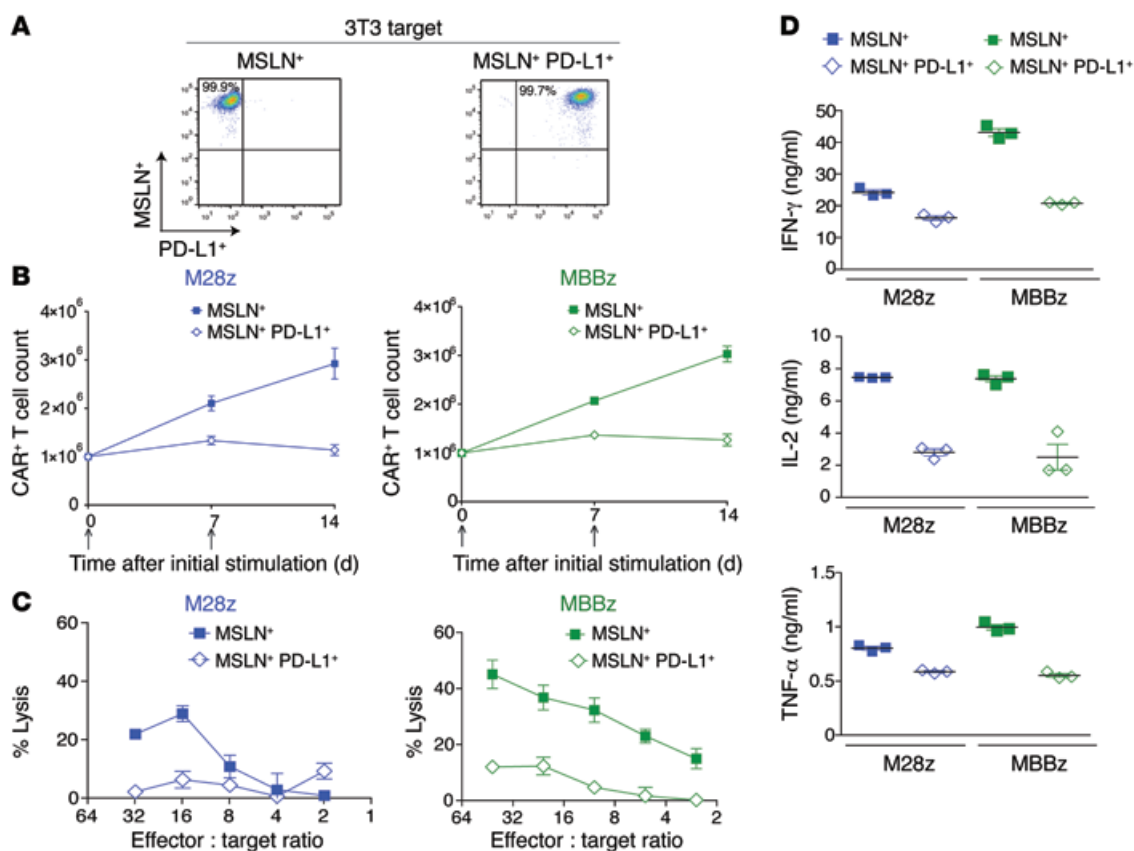 A
3T3 target
MSLN⁺
MSLN⁺ PD-L1⁺
99.9%
99.7%
MSLN⁺
PD-L1⁺
B
M28z
MSLN⁺
MSLN⁺ PD-L1⁺
CAR⁺ T cell count
4×10⁶
3×10⁶
2×10⁶
1×10⁶
0
0 7 14
Time after initial stimulation (d)
MBBz
MSLN⁺
MSLN⁺ PD-L1⁺
CAR⁺ T cell count
4×10⁶
3×10⁶
2×10⁶
1×10⁶
0
0 7 14
Time after initial stimulation (d)
C
M28z
MSLN⁺
MSLN⁺ PD-L1⁺
% Lysis
60
40
20
0
64 32 16 8 4 2 1
Effector : target ratio
MBBz
MSLN⁺
MSLN⁺ PD-L1⁺
% Lysis
60
40
20
0
64 32 16 8 4 2
Effector : target ratio
D
MSLN⁺ MSLN⁺
MSLN⁺ PD-L1⁺ MSLN⁺ PD-L1⁺
IFN-γ (ng/ml)
50
40
30
20
10
0
M28z MBBz
IL-2 (ng/ml)
8
6
4
2
0
M28z MBBz
TNF-α (ng/ml)
1.5
1
0.5
0
M28z MBBz